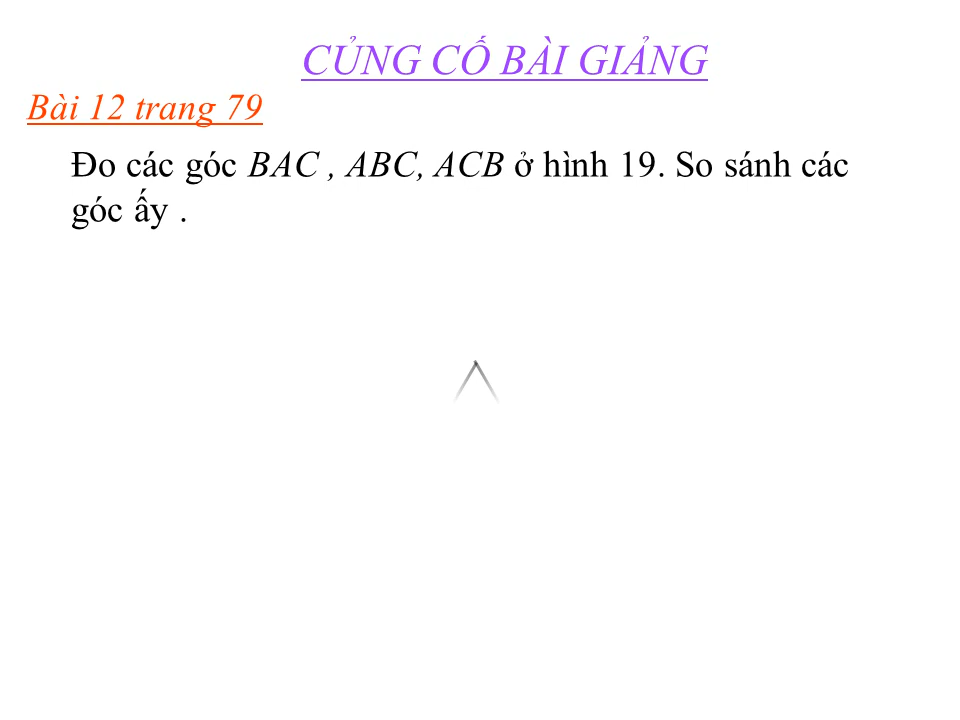 CỦNG CỐ BÀI GIẢNG
Bài 12 trang 79
Đo các góc BAC , ABC, ACB ở hình 19. So sánh các
góc ấy .